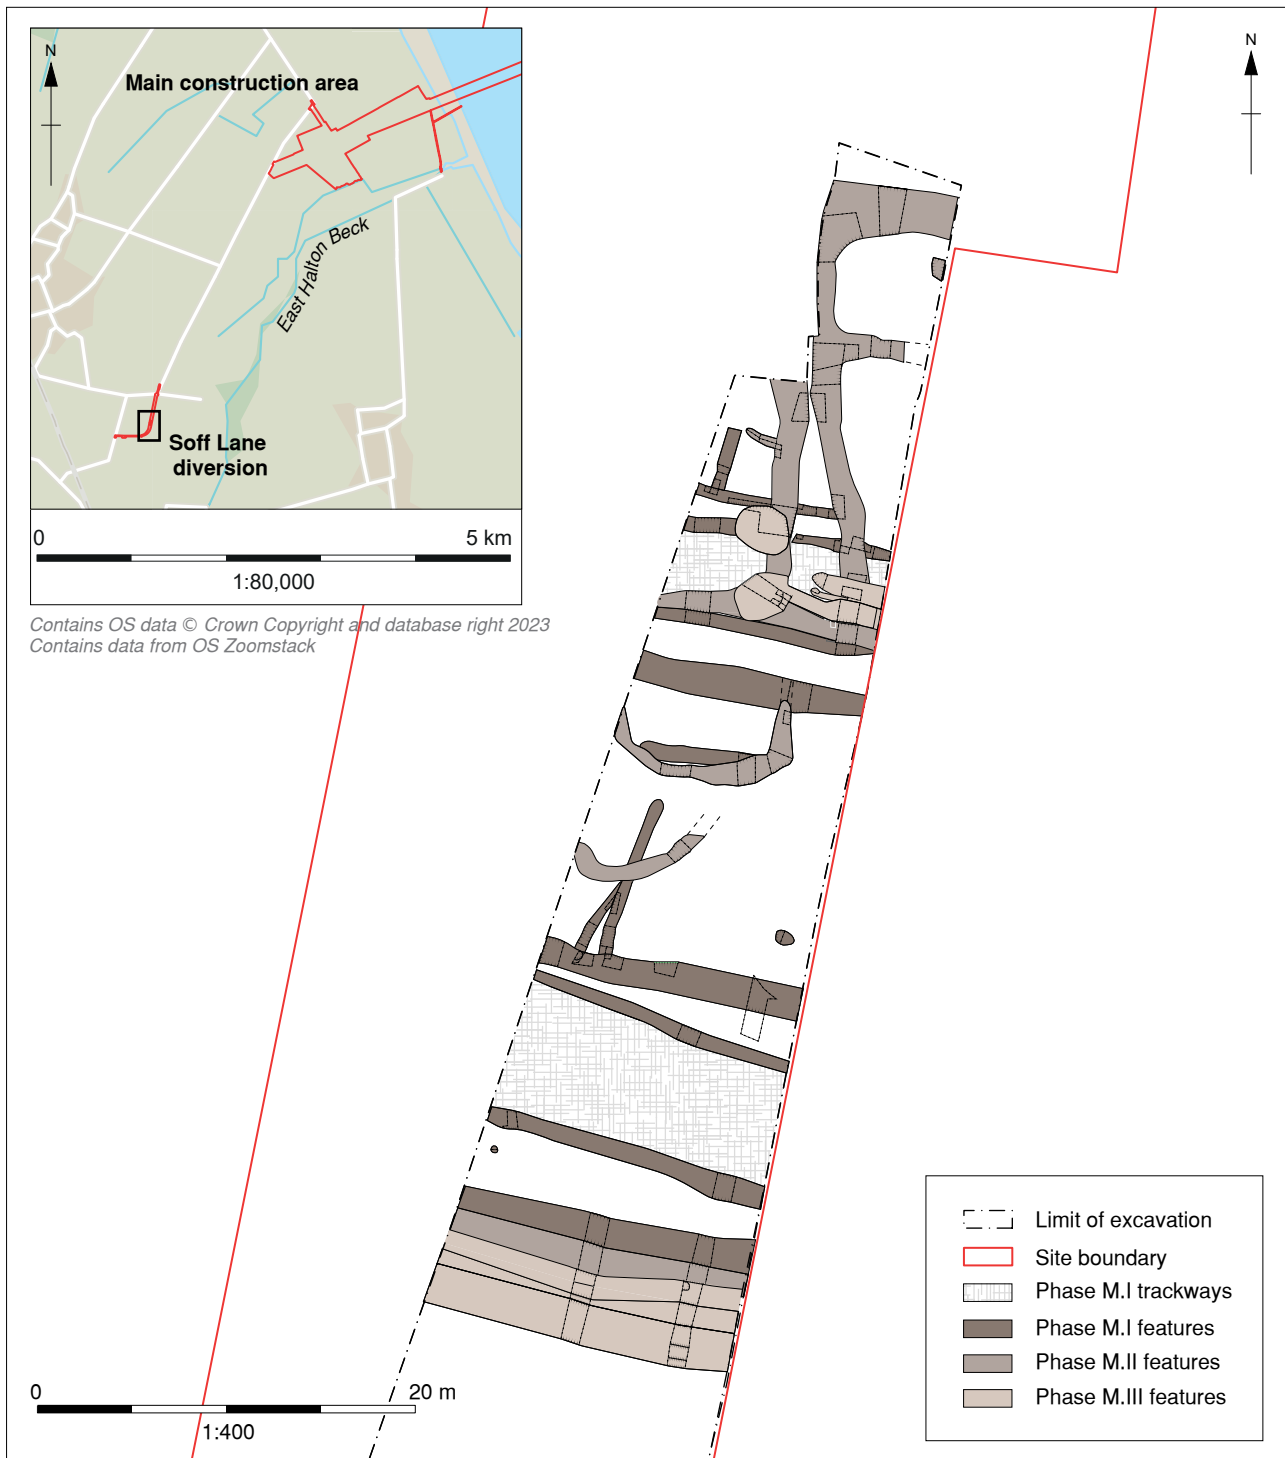 N
Main construction area
East Halton Beck
Soff Lane
diversion
0 5 km
1:80,000
Contains OS data © Crown Copyright and database right 2023
Contains data from OS Zoomstack
N
Limit of excavation
Site boundary
Phase M.I trackways
Phase M.I features
Phase M.II features
Phase M.III features
0 20 m
1:400